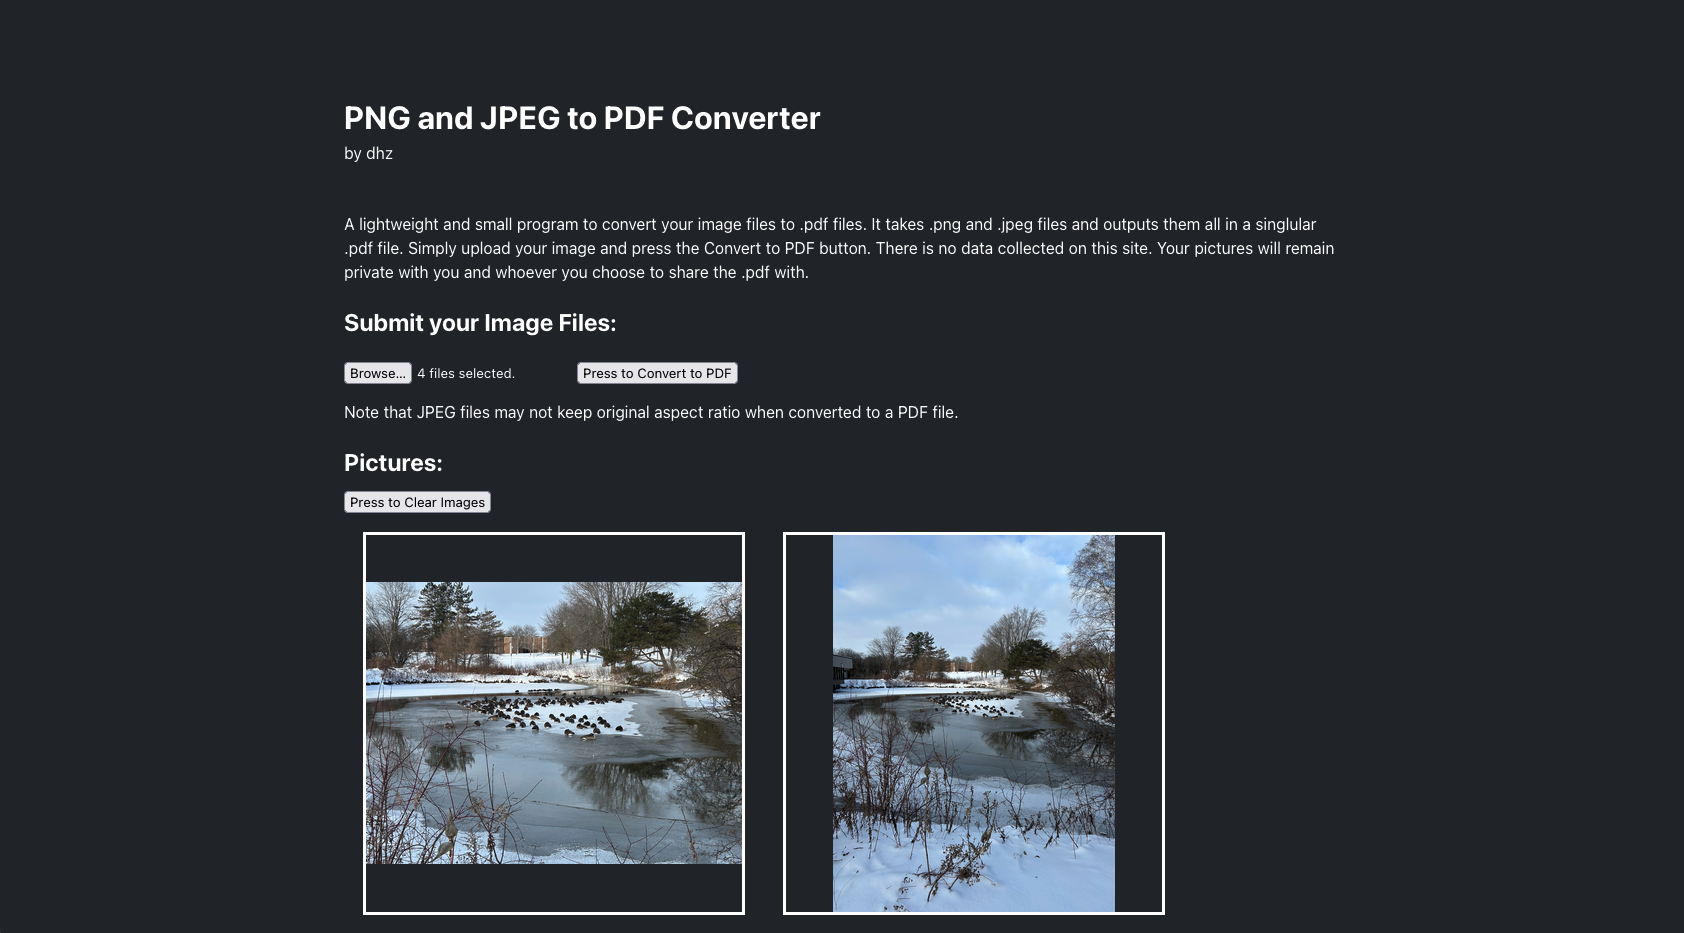 PNG and JPEG to PDF Converter
by dhz
A lightweight and small program to convert your image files to .pdf files. It takes .png and .jpeg files and outputs them all in a singlular
.pdf file. Simply upload your image and press the Convert to PDF button. There is no data collected on this site. Your pictures will remain
private with you and whoever you choose to share the .pdf with.
Submit your Image Files:
Browse... 4 files selected. Press to Convert to PDF
Note that JPEG files may not keep original aspect ratio when converted to a PDF file.
Pictures:
Press to Clear Images